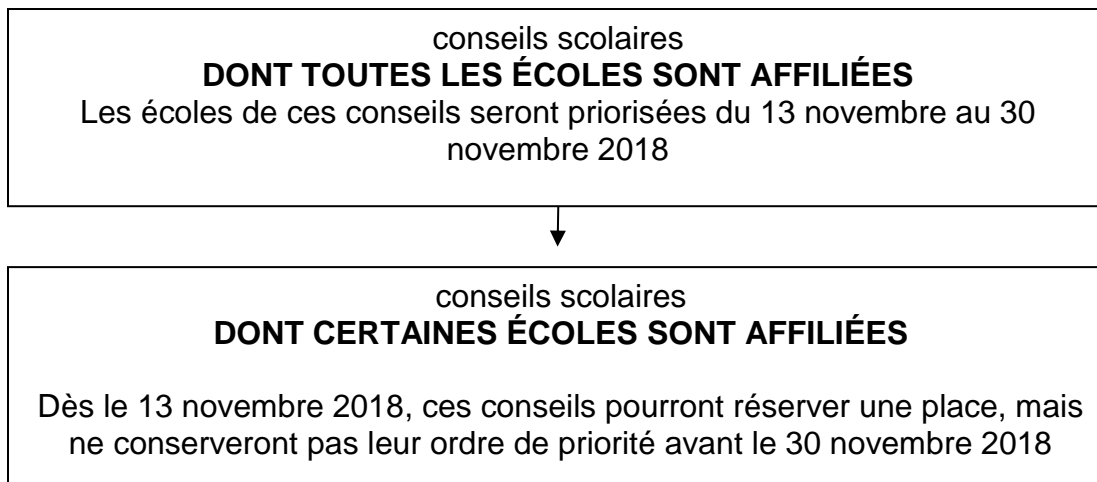 conseils scolaires
DONT TOUTES LES ÉCOLES SONT AFFILIÉES
Les écoles de ces conseils seront priorisées du 13 novembre au 30
novembre 2018
conseils scolaires
DONT CERTAINES ÉCOLES SONT AFFILIÉES
Dès le 13 novembre 2018, ces conseils pourront réserver une place, mais
ne conserveront pas leur ordre de priorité avant le 30 novembre 2018